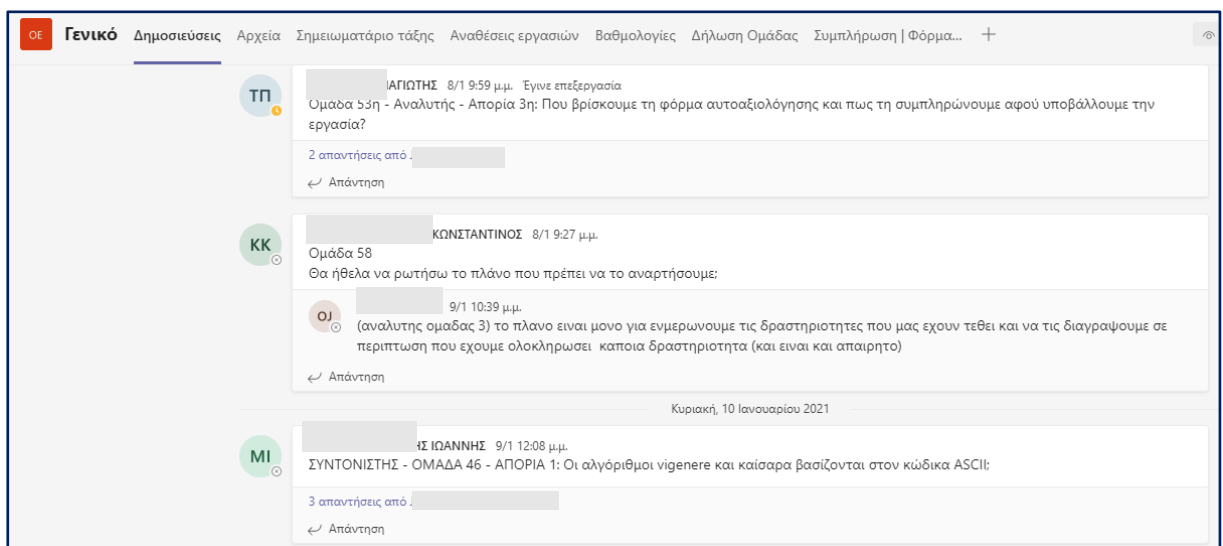 ΟΕ Γενικό Δημοσιεύσεις Αρχεία Σημειωματάριο τάξης Αναθέσεις εργασιών Βαθμολογίες Δήλωση Ομάδας Συμπλήρωση | Φόρμα... +
ΤΠ ΑΓΙΩΤΗΣ 8/1 9:59 μ.μ. Έγινε επεξεργασία
Ομάδα 53η - Αναλυτής - Απορία 3η: Που βρίσκουμε τη φόρμα αυτοαξιολόγησης και πως τη συμπληρώνουμε αφού υποβάλλουμε την
εργασία?
2 απαντήσεις από
Απάντηση
ΚΚ ΚΩΝΣΤΑΝΤΙΝΟΣ 8/1 9:27 μ.μ.
Ομάδα 58
Θα ήθελα να ρωτήσω το πλάνο που πρέπει να το αναρτήσουμε;
OJ 9/1 10:39 μ.μ.
(αναλυτης ομαδας 3) το πλανο ειναι μονο για ενμερωνουμε τις δραστηριοτητες που μας εχουν τεθει και να τις διαγραψουμε σε
περιπτωση που εχουμε ολοκληρωσει καποια δραστηριοτητα (και ειναι και απαιρητο)
Απάντηση
Κυριακή, 10 Ιανουαρίου 2021
ΜΙ ΗΣ ΙΩΑΝΝΗΣ 9/1 12:08 μ.μ.
ΣΥΝΤΟΝΙΣΤΗΣ - ΟΜΑΔΑ 46 - ΑΠΟΡΙΑ 1: Οι αλγόριθμοι vigenere και καίσαρα βασίζονται στον κώδικα ASCII;
3 απαντήσεις από
Απάντηση